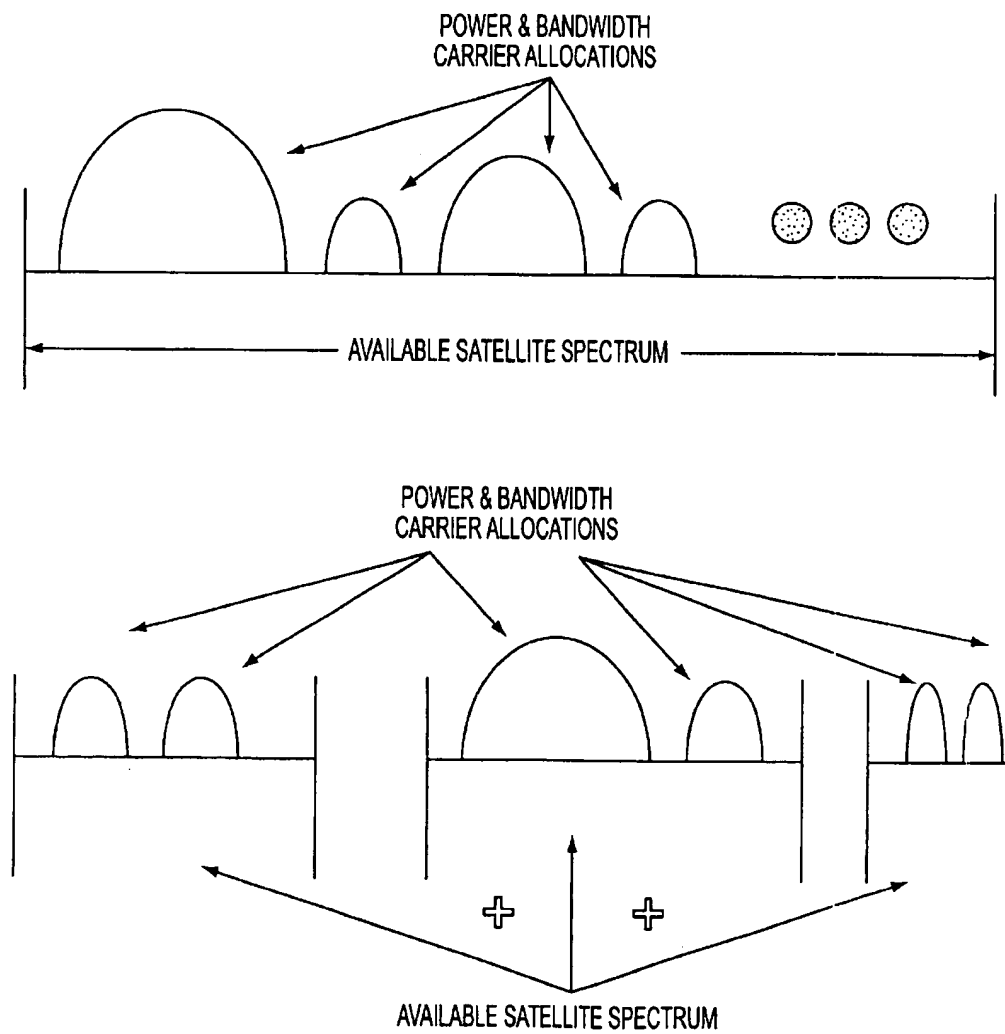 POWER & BANDWIDTH
CARRIER ALLOCATIONS
AVAILABLE SATELLITE SPECTRUM
POWER & BANDWIDTH
CARRIER ALLOCATIONS
AVAILABLE SATELLITE SPECTRUM